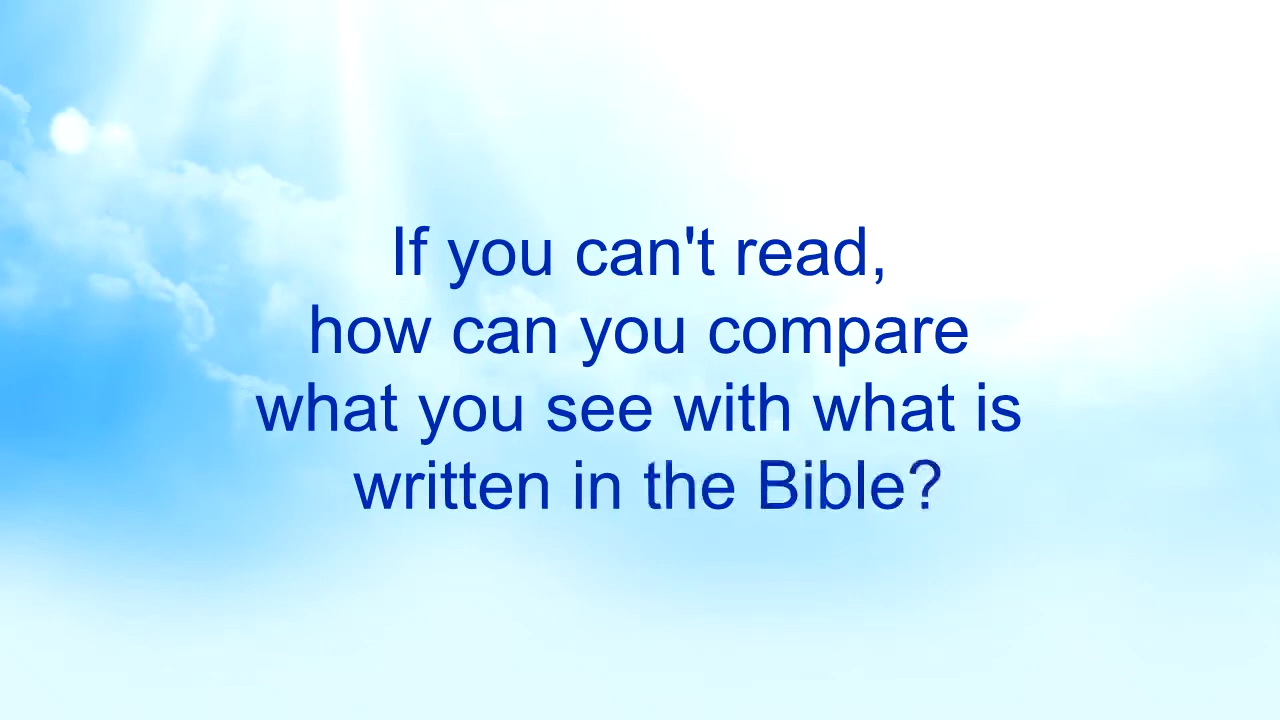 If you can't read,
how can you compare
what you see with what is
written in the Bible?